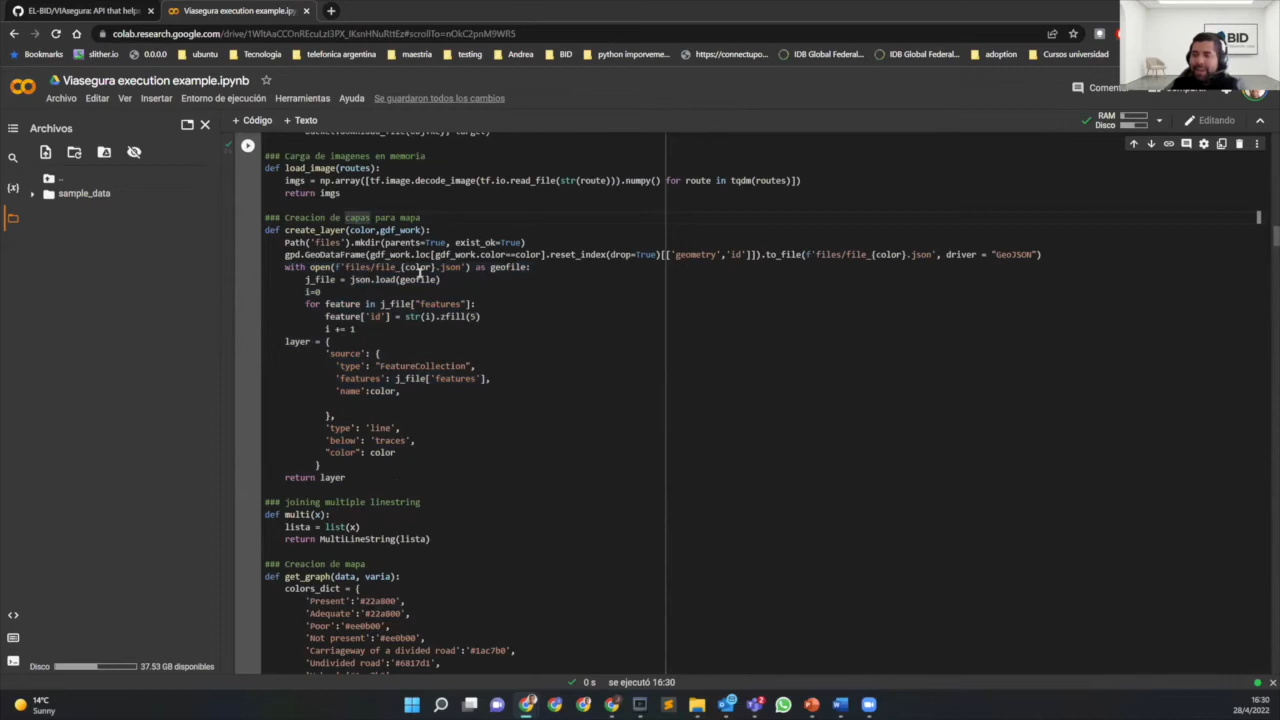 EL-BID/VIAsegura: API that help
Viasegura execution example.ipy
colab.research.google.com/drive/1WltAaCCOnREcuLzI3PX_IKsnHNuRttEz#scrollTo=nOkC2pnM9WR5
Bookmarks
slither.io
0.0.0.0
ubuntu
Tecnologia
telefonica argentina
maestria
testing
Andrea
BID
python imporveme...
https://connectupo...
IDB Global Federal...
IDB Global Federal...
adoption
Cursos universidad
BID
Viasegura execution example.ipynb
Archivo
Editar
Ver
Insertar
Entorno de ejecución
Herramientas
Ayuda
Se guardaron todos los cambios
Archivos
+ Código
+ Texto
RAM
Disco
Editando
..
sample_data
### Carga de imagenes en memoria
def load_image(routes):
imgs = np.array([tf.image.decode_image(tf.io.read_file(str(route))).numpy() for route in tqdm(routes)])
return imgs
### Creacion de capas para mapa
def create_layer(color,gdf_work):
Path('files').mkdir(parents=True, exist_ok=True)
gpd.GeoDataFrame(gdf_work.loc[gdf_work.color==color].reset_index(drop=True)[['geometry','id']]).to_file(f'files/file_{color}.json', driver = "GeoJSON")
with open(f'files/file_{color}.json') as geofile:
j_file = json.load(geofile)
i=0
for feature in j_file["features"]:
feature['id'] = str(i).zfill(5)
i += 1
layer = {
'source': {
'type': "FeatureCollection",
'features': j_file['features'],
'name':color,
},
'type': 'line',
'below': 'traces',
"color": color
}
return layer
### joining multiple linestring
def multi(x):
lista = list(x)
return MultiLineString(lista)
### Creacion de mapa
def get_graph(data, varia):
colors_dict = {
'Present':'#22a800',
'Adequate':'#22a800',
'Poor':'#ee0b00',
'Not present':'#ee0b00',
'Carriageway of a divided road':'#1ac7b0',
'Undivided road':'#6817d1',
Disco
37.53 GB disponibles
0 s
se ejecutó 16:30
14°C
Sunny
16:30
28/4/2022